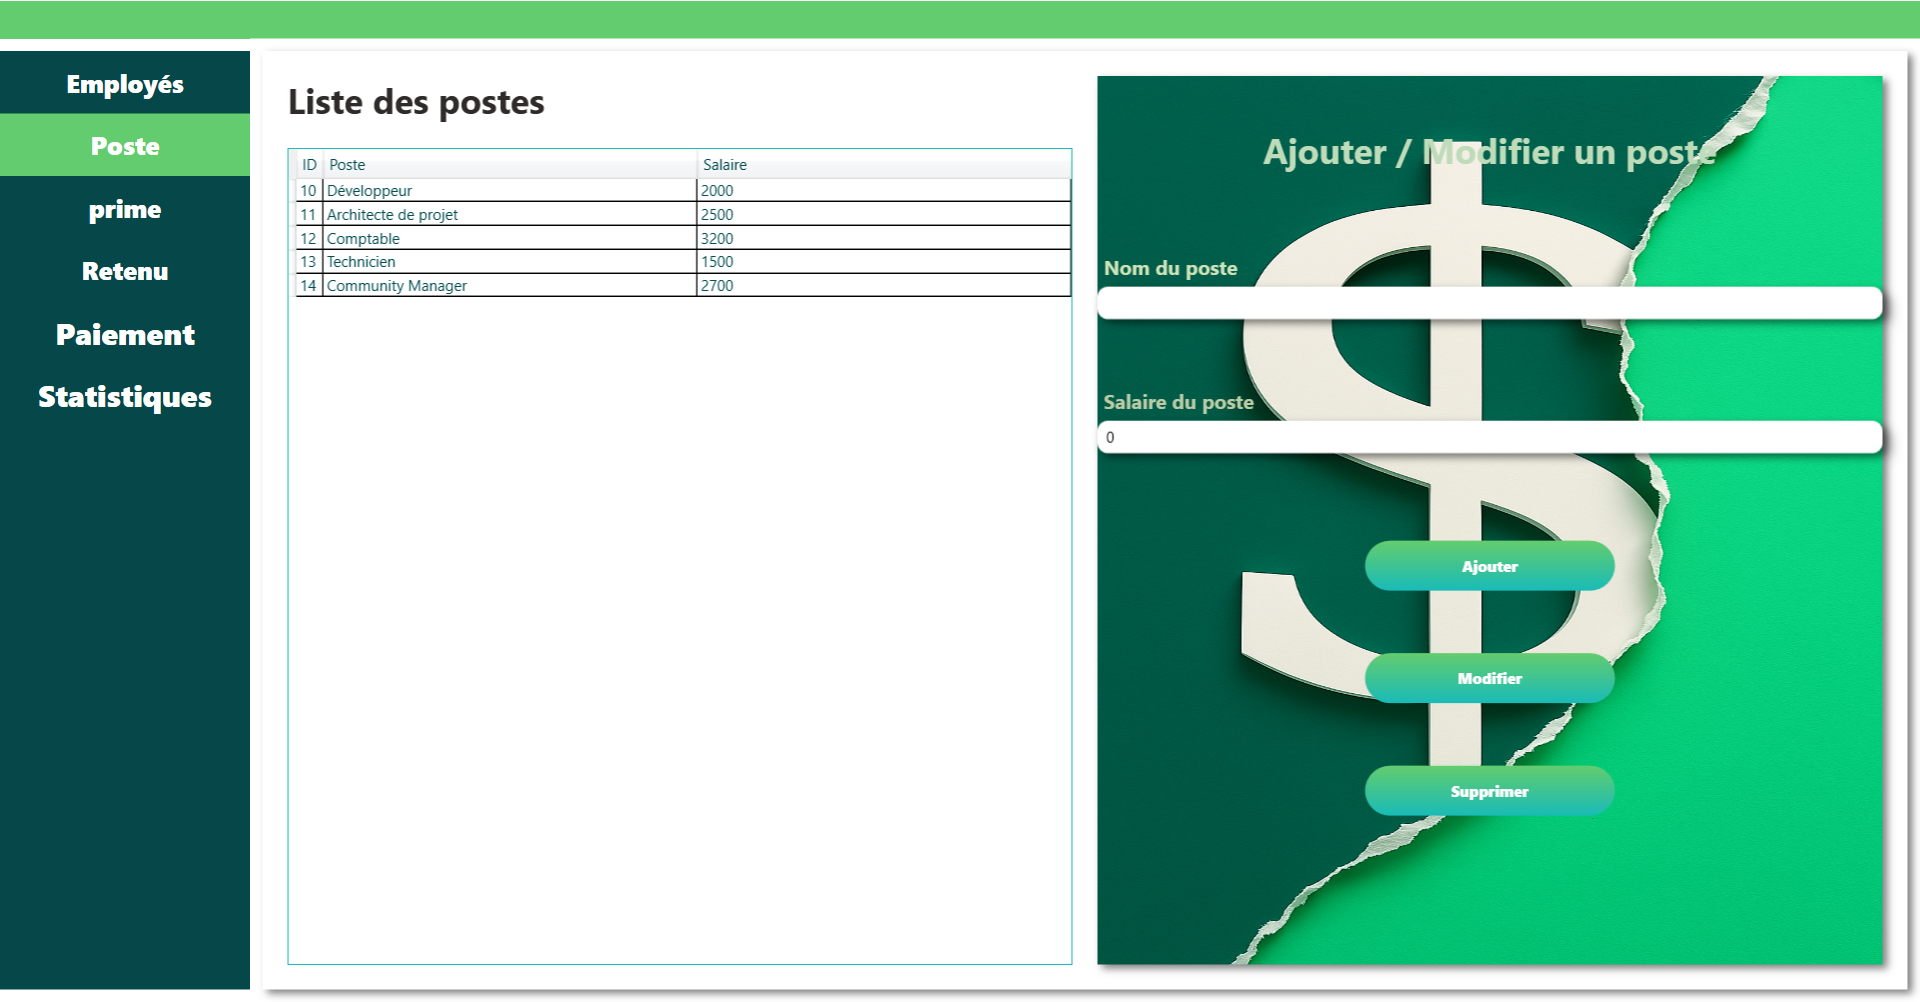 Employés
Poste
prime
Retenu
Paiement
Statistiques
Liste des postes
ID Poste Salaire
10 Développeur 2000
11 Architecte de projet 2500
12 Comptable 3200
13 Technicien 1500
14 Community Manager 2700
Ajouter / Modifier un poste
Nom du poste
Salaire du poste
0
Ajouter
Modifier
Supprimer